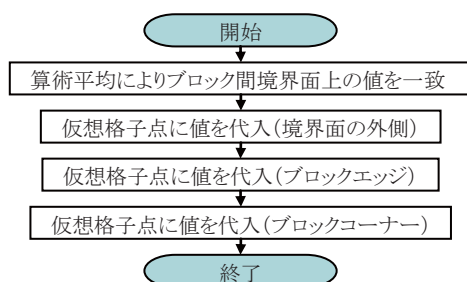 開始
算術平均によりブロック間境界面上の値を一致
仮想格子点に値を代入(境界面の外側)
仮想格子点に値を代入(ブロックエッジ)
仮想格子点に値を代入(ブロックコーナー)
終了